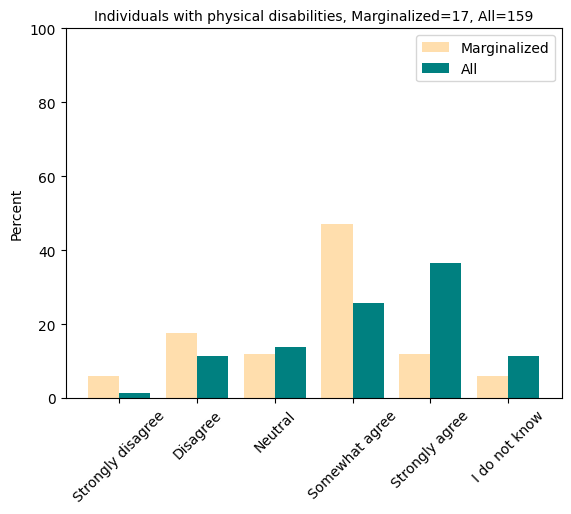 Individuals with physical disabilities, Marginalized=17, All=159
100
80
60
40
20
0
Percent
Marginalized
All
Strongly disagree
Disagree
Neutral
Somewhat agree
Strongly agree
I do not know